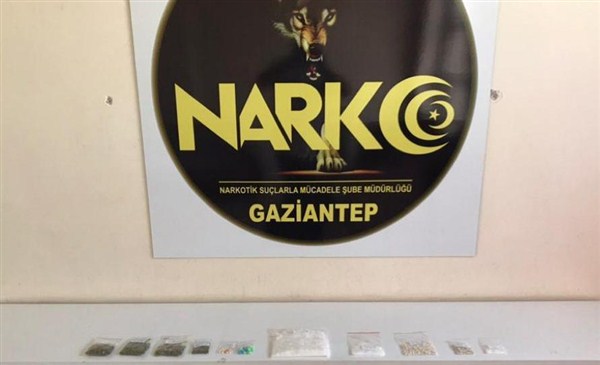 NARKO
NARKOTİK SUÇLARLA MÜCADELE ŞUBE MÜDÜRLÜĞÜ
GAZİANTEP